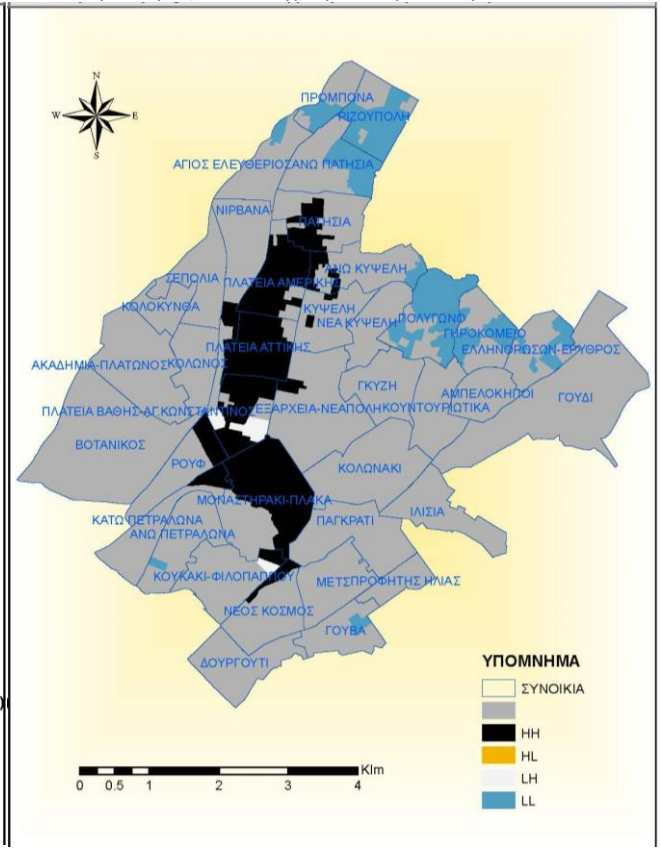 N
W E
S
ΠΡΟΜΠΟΝΑ
ΡΙΖΟΥΠΟΛΗ
ΑΓΙΟΣ ΕΛΕΥΘΕΡΙΟΣ
ΑΝΩ ΠΑΤΗΣΙΑ
ΝΙΡΒΑΝΑ
ΠΑΤΗΣΙΑ
ΑΝΩ ΚΥΨΕΛΗ
ΣΕΠΟΛΙΑ
ΠΛΑΤΕΙΑ ΑΜΕΡΙΚΗΣ
ΚΟΛΟΚΥΝΘΑ
ΚΥΨΕΛΗ
ΝΕΑ ΚΥΨΕΛΗ
ΠΟΛΥΓΩΝΟ
ΓΗΡΟΚΟΜΕΙΟ
ΠΛΑΤΕΙΑ ΑΤΤΙΚΗΣ
ΕΛΛΗΝΟΡΩΣΩΝ-ΕΡΥΘΡΟΣ
ΑΚΑΔΗΜΙΑ-ΠΛΑΤΩΝΟΣ
ΚΟΛΩΝΟΣ
ΓΚΥΖΗ
ΑΜΠΕΛΟΚΗΠΟΙ
ΓΟΥΔΙ
ΠΛΑΤΕΙΑ ΒΑΘΗΣ-ΑΓ.ΚΩΝΣΤΑΝΤΙΝΟΣ
ΕΞΑΡΧΕΙΑ-ΝΕΑΠΟΛΗ
ΚΟΥΝΤΟΥΡΙΩΤΙΚΑ
ΒΟΤΑΝΙΚΟΣ
ΡΟΥΦ
ΚΟΛΩΝΑΚΙ
ΜΟΝΑΣΤΗΡΑΚΙ-ΠΛΑΚΑ
ΙΛΙΣΙΑ
ΚΑΤΩ ΠΕΤΡΑΛΩΝΑ
ΠΑΓΚΡΑΤΙ
ΑΝΩ ΠΕΤΡΑΛΩΝΑ
ΚΟΥΚΑΚΙ-ΦΙΛΟΠΑΠΠΟΥ
ΜΕΤΣ
ΠΡΟΦΗΤΗΣ ΗΛΙΑΣ
ΝΕΟΣ ΚΟΣΜΟΣ
ΓΟΥΒΑ
ΔΟΥΡΓΟΥΤΙ
ΥΠΟΜΝΗΜΑ
ΣΥΝΟΙΚΙΑ
HH
HL
LH
LL
Klm
0 0.5 1 2 3 4